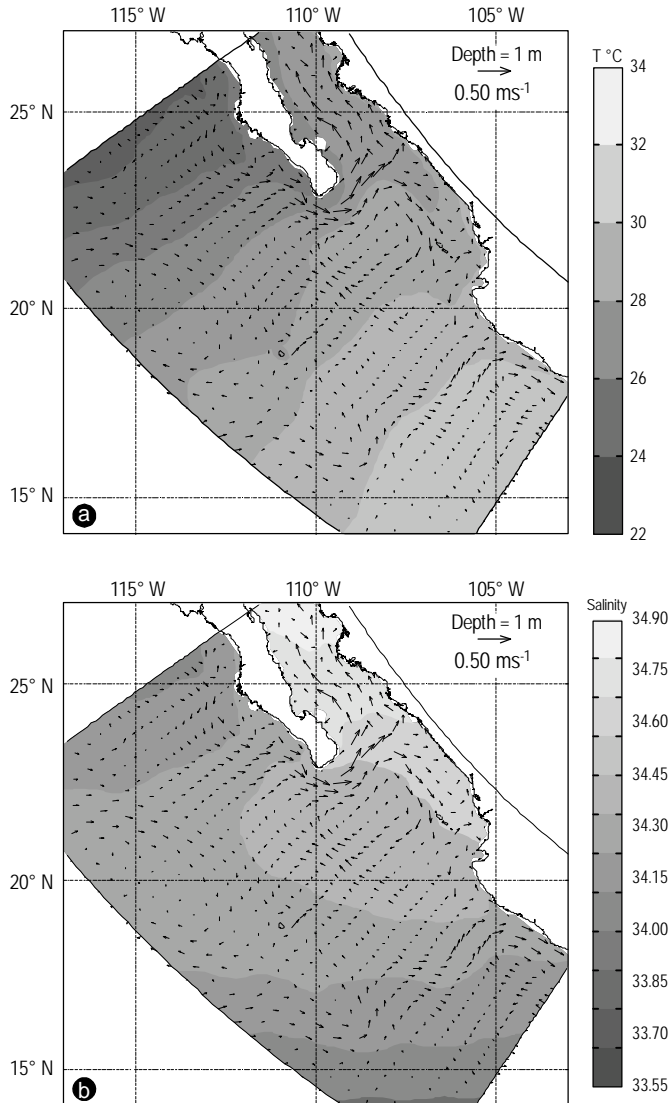 115° W 110° W 105° W
Depth = 1 m
0.50 ms-1
T °C
34
32
30
28
26
24
22
25° N
20° N
15° N
a
115° W 110° W 105° W
Depth = 1 m
0.50 ms-1
Salinity
34.90
34.75
34.60
34.45
34.30
34.15
34.00
33.85
33.70
33.55
25° N
20° N
15° N
b